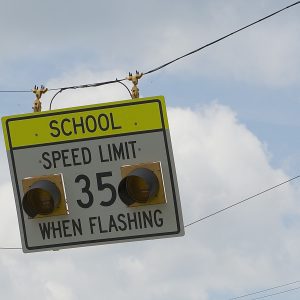 SCHOOL
SPEED LIMIT
35
WHEN FLASHING